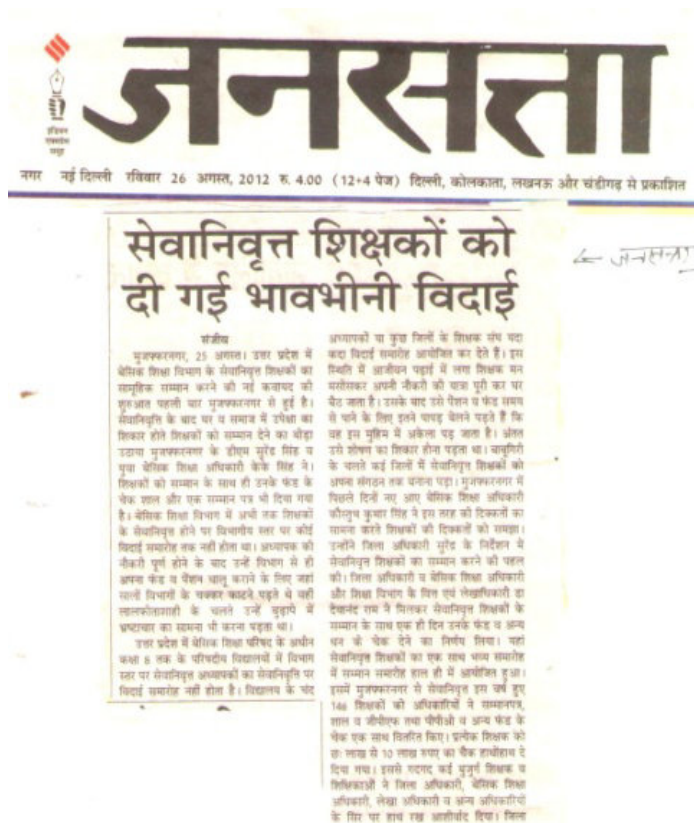 जनसत्ता
इंडियन
एक्सप्रेस
समूह
नगर नई दिल्ली रविवार 26 अगस्त, 2012 रु. 4.00 (12+4 पेज) दिल्ली, कोलकाता, लखनऊ और चंडीगढ़ से प्रकाशित
सेवानिवृत्त शिक्षकों को
दी गई भावभीनी विदाई
← जनसत्ता
संजीव
मुजफ्फरनगर, 25 अगस्त। उत्तर प्रदेश में
बेसिक शिक्षा विभाग के सेवानिवृत्त शिक्षकों का
सामूहिक सम्मान करने की नई कवायद की
शुरुआत पहली बार मुजफ्फरनगर से हुई है।
सेवानिवृत्ति के बाद घर व समाज में उपेक्षा का
शिकार होते शिक्षकों को सम्मान देने का बीड़ा
उठाया मुजफ्फरनगर के डीएम सुरेंद्र सिंह व
युवा बेसिक शिक्षा अधिकारी केके सिंह ने।
शिक्षकों को सम्मान के साथ ही उनके फंड के
चेक शाल और एक सम्मान पत्र भी दिया गया
है। बेसिक शिक्षा विभाग में अभी तक शिक्षकों
के सेवानिवृत्त होने पर विभागीय स्तर पर कोई
विदाई समारोह तक नहीं होता था। अध्यापक की
नौकरी पूर्ण होने के बाद उन्हें विभाग से ही
अपना फंड व पेंशन चालू कराने के लिए जहां
सालों विभागों के चक्कर काटने पड़ते थे वहीं
लालफीताशाही के चलते उन्हें बुढ़ापे में
भ्रष्टाचार का सामना भी करना पड़ता था।
उत्तर प्रदेश में बेसिक शिक्षा परिषद के अधीन
कक्षा 8 तक के परिषदीय विद्यालयों में विभाग
स्तर पर सेवानिवृत्त अध्यापकों का सेवानिवृत्ति पर
विदाई समारोह नहीं होता है। विद्यालय के चंद
अध्यापकों या कुछ जिलों के शिक्षक संघ यदा
कदा विदाई समारोह आयोजित कर देते हैं। इस
स्थिति में आजीवन पढ़ाई में लगा शिक्षक मन
मसोसकर अपनी नौकरी की यात्रा पूरी कर घर
बैठ जाता है। उसके बाद उसे पेंशन व फंड समय
से पाने के लिए इतने पापड़ बेलने पड़ते हैं कि
वह इस मुहिम में अकेला पड़ जाता है। अंतत
उसे शोषण का शिकार होना पड़ता था। बाबूगिरी
के चलते कई जिलों में सेवानिवृत्त शिक्षकों को
अपना संगठन तक बनाना पड़ा। मुजफ्फरनगर में
पिछले दिनों नए आए बेसिक शिक्षा अधिकारी
कौस्तुभ कुमार सिंह ने इस तरह की दिक्कतों का
सामना करते शिक्षकों की दिक्कतों को समझा।
उन्होंने जिला अधिकारी सुरेंद्र के निर्देशन में
सेवानिवृत्त शिक्षकों का सम्मान करने की पहल
की। जिला अधिकारी व बेसिक शिक्षा अधिकारी
और शिक्षा विभाग के वित्त एवं लेखाधिकारी डा
देवानंद राम ने मिलकर सेवानिवृत्त शिक्षकों के
सम्मान के साथ एक ही दिन उनके फंड व अन्य
धन के चेक देने का निर्णय लिया। यहां
सेवानिवृत्त शिक्षकों का एक साथ भव्य समारोह
में सम्मान समारोह हाल ही में आयोजित हुआ।
इसमें मुजफ्फरनगर से सेवानिवृत्त इस वर्ष हुए
146 शिक्षकों को अधिकारियों ने सम्मानपत्र,
शाल व जीपीएफ तथा पीपीओ व अन्य फंड के
चेक एक साथ वितरित किए। प्रत्येक शिक्षक को
छः लाख से 10 लाख रुपए का चैक हाथोंहाथ दे
दिया गया। इससे गदगद कई बुजुर्ग शिक्षक व
शिक्षिकाओं ने जिला अधिकारी, बेसिक शिक्षा
अधिकारी, लेखा अधिकारी व अन्य अधिकारियों
के सिर पर हाथ रख आशीर्वाद दिया। जिला